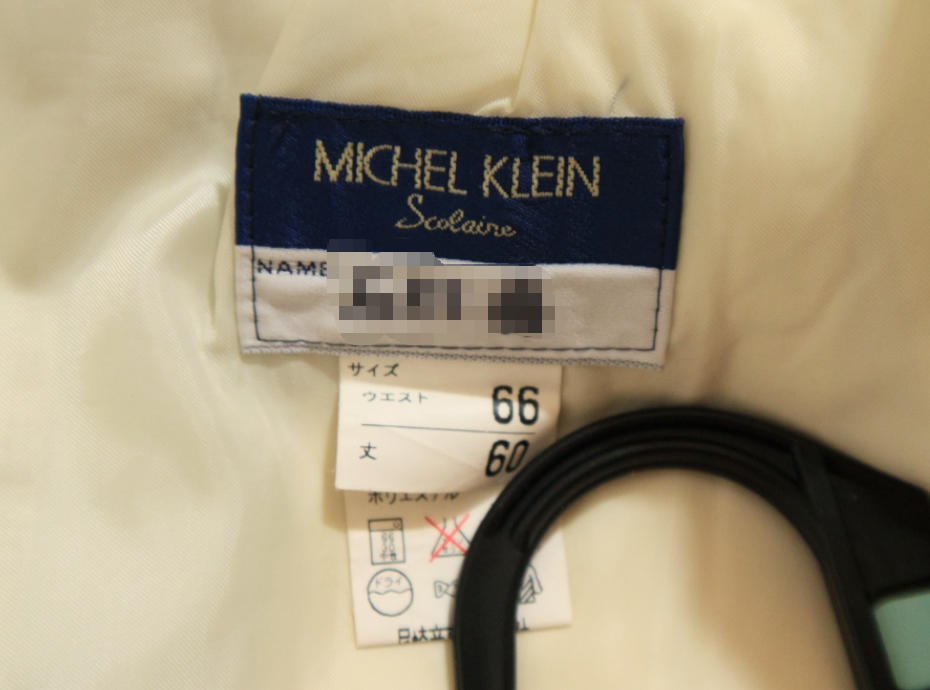 MICHEL KLEIN
Scolaire
NAME
サイズ
ウエスト 66
丈 60
ポリエステル
ドライ